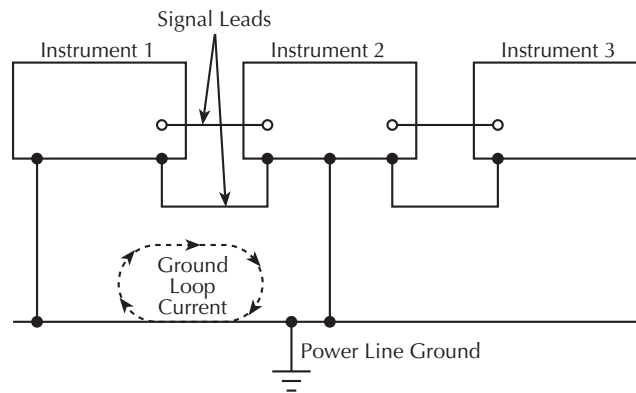 Signal Leads
Instrument 1
Instrument 2
Instrument 3
Ground
Loop
Current
Power Line Ground